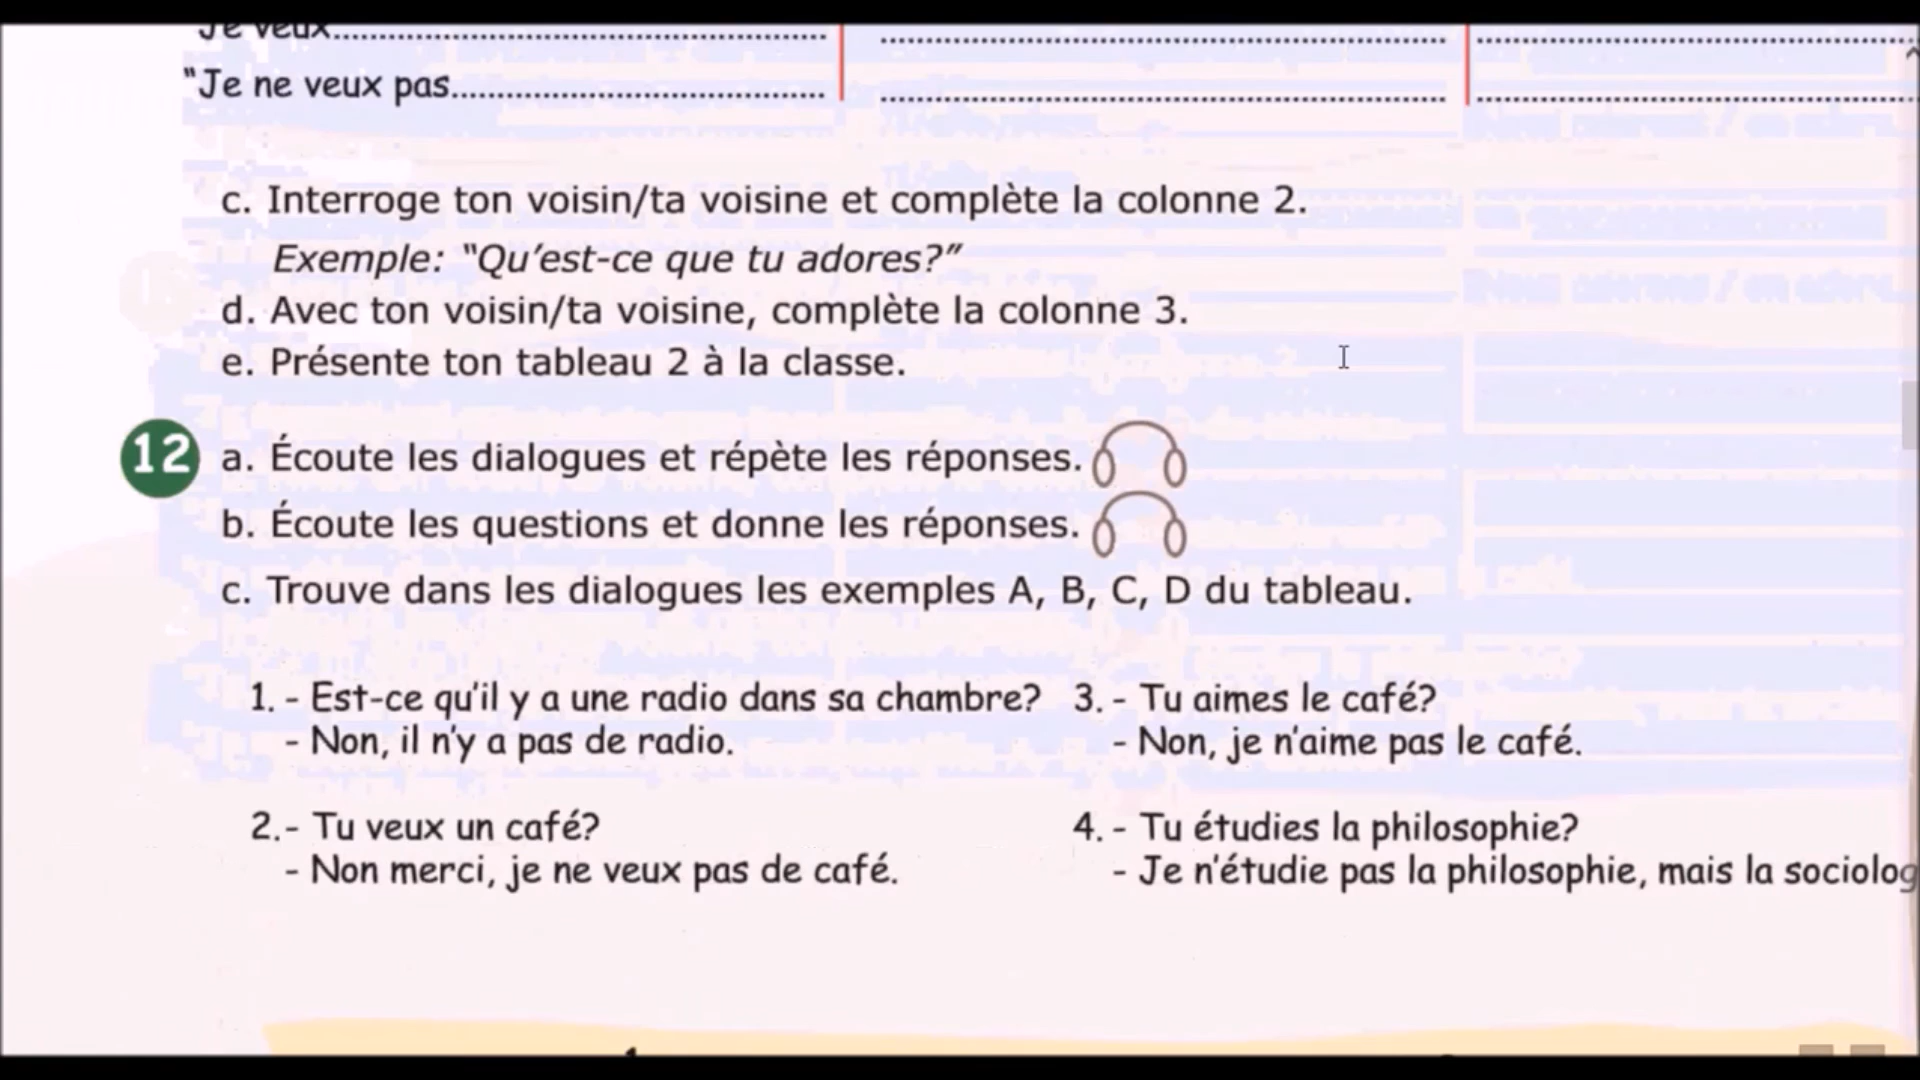 "Je veux
"Je ne veux pas
c. Interroge ton voisin/ta voisine et complète la colonne 2.
Exemple: "Qu'est-ce que tu adores?"
d. Avec ton voisin/ta voisine, complète la colonne 3.
e. Présente ton tableau 2 à la classe.
12
a. Écoute les dialogues et répète les réponses.
b. Écoute les questions et donne les réponses.
c. Trouve dans les dialogues les exemples A, B, C, D du tableau.
1. - Est-ce qu'il y a une radio dans sa chambre?
- Non, il n'y a pas de radio.
2.- Tu veux un café?
- Non merci, je ne veux pas de café.
3. - Tu aimes le café?
- Non, je n'aime pas le café.
4. - Tu étudies la philosophie?
- Je n'étudie pas la philosophie, mais la sociolog